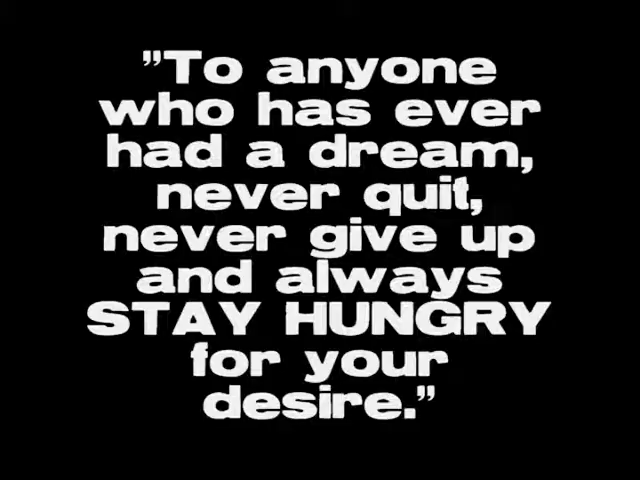 "To anyone
who has ever
had a dream,
never quit,
never give up
and always
STAY HUNGRY
for your
desire."